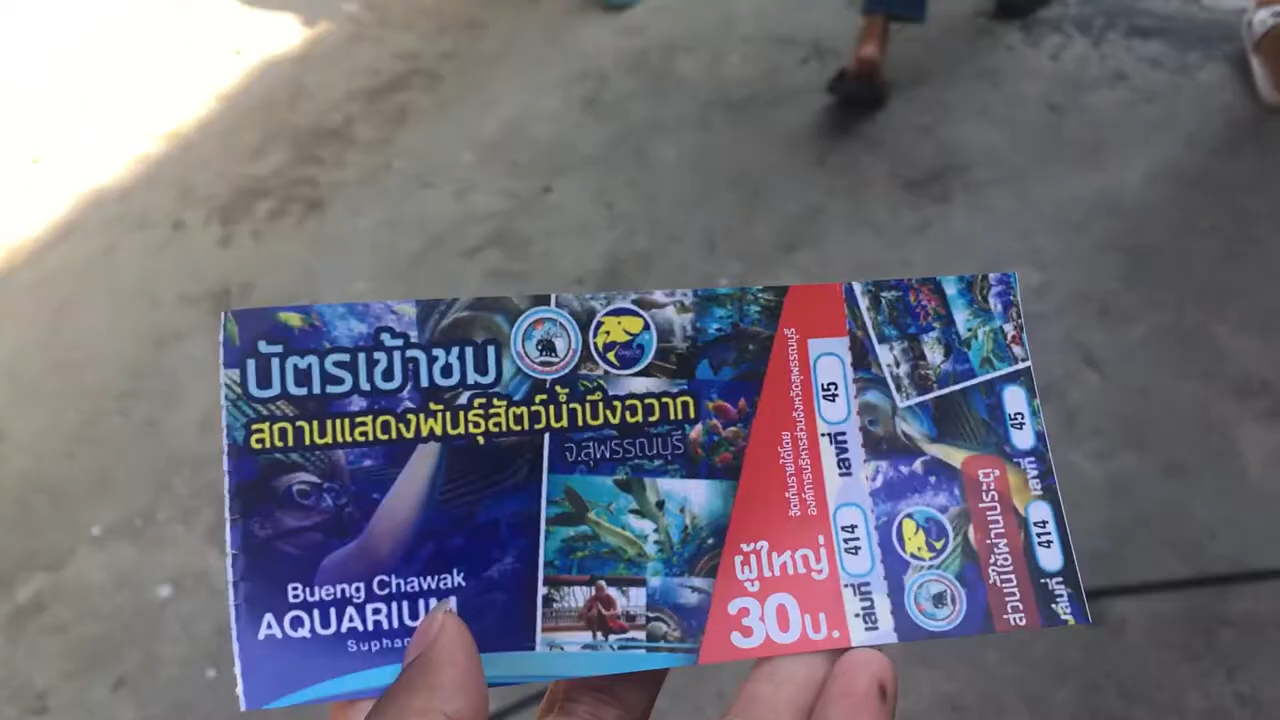 บัตรเข้าชม
สถานแสดงพันธุ์สัตว์น้ำบึงฉวาก
จ.สุพรรณบุรี
Bueng Chawak
AQUARIUM
ผู้ใหญ่
30บ.
จัดเก็บรายได้โดย
องค์การบริหารส่วนจังหวัดสุพรรณบุรี
เล่มที่ 414 เลขที่ 45
ส่วนนี้ใช้ผ่านประตู
เล่มที่ 414 เลขที่ 45